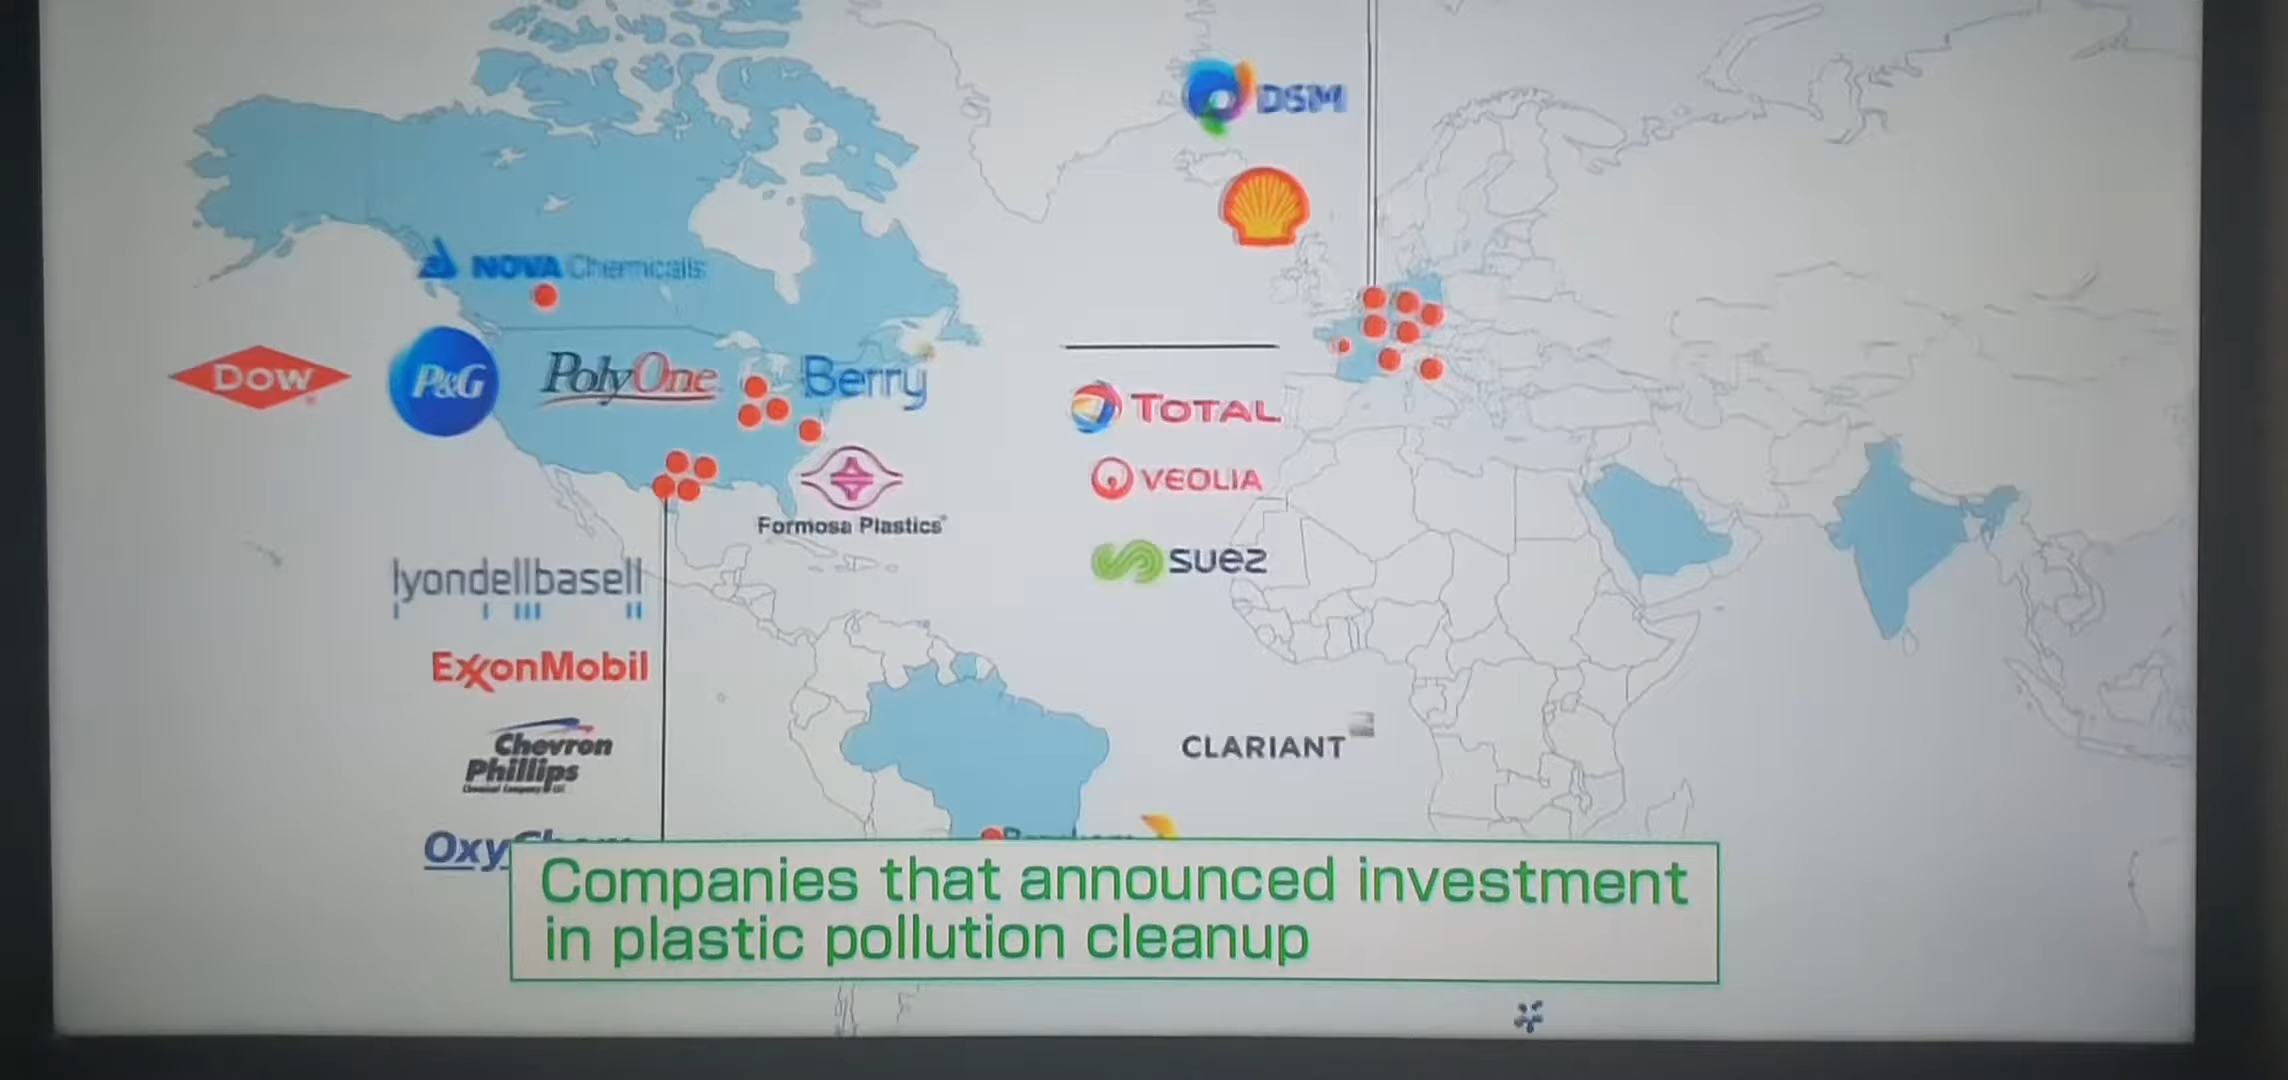 DSM
NOVA Chemicals
DOW
P&G
PolyOne
Berry
TOTAL
VEOLIA
Formosa Plastics
suez
lyondellbasell
ExxonMobil
CLARIANT
Chevron
Phillips
Oxy
Companies that announced investment
in plastic pollution cleanup